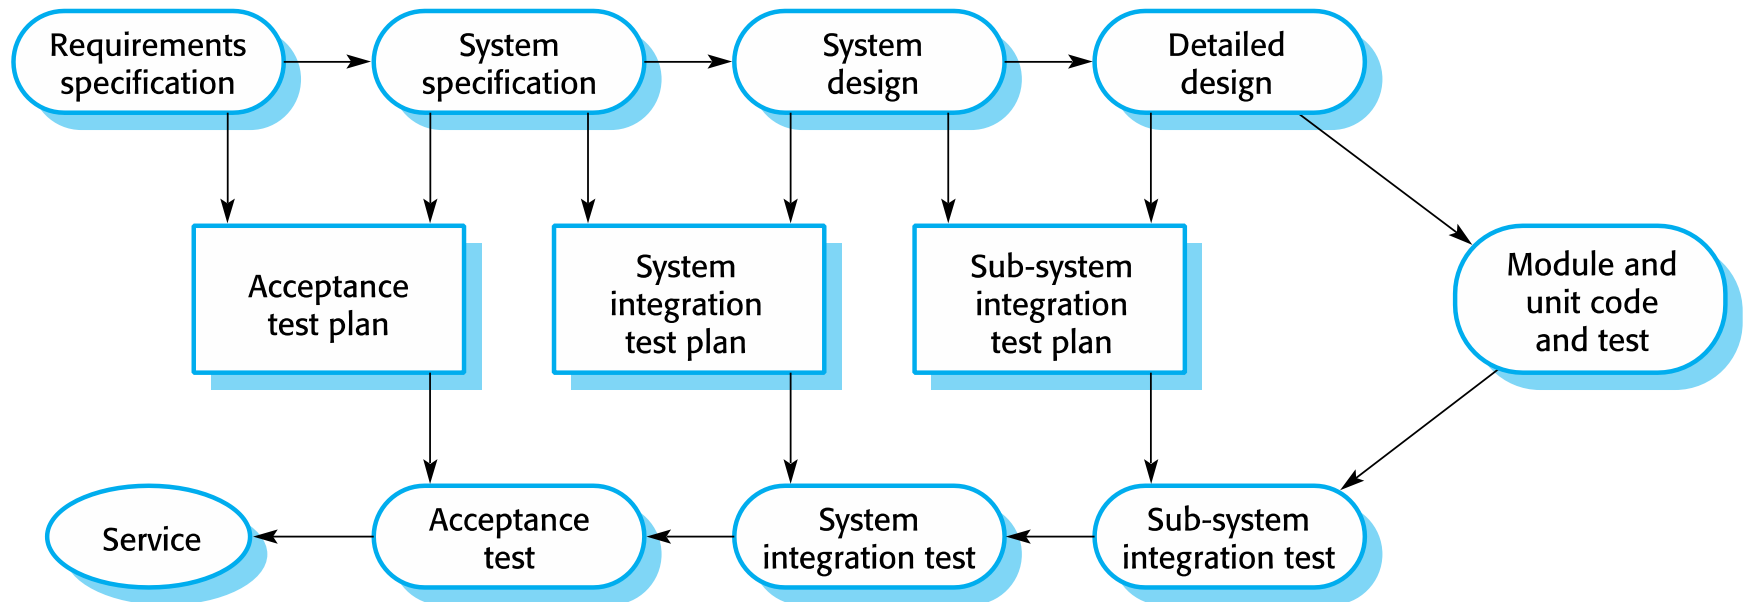 Requirements
specification
System
specification
System
design
Detailed
design
Acceptance
test plan
System
integration
test plan
Sub-system
integration
test plan
Module and
unit code
and test
Service
Acceptance
test
System
integration test
Sub-system
integration test